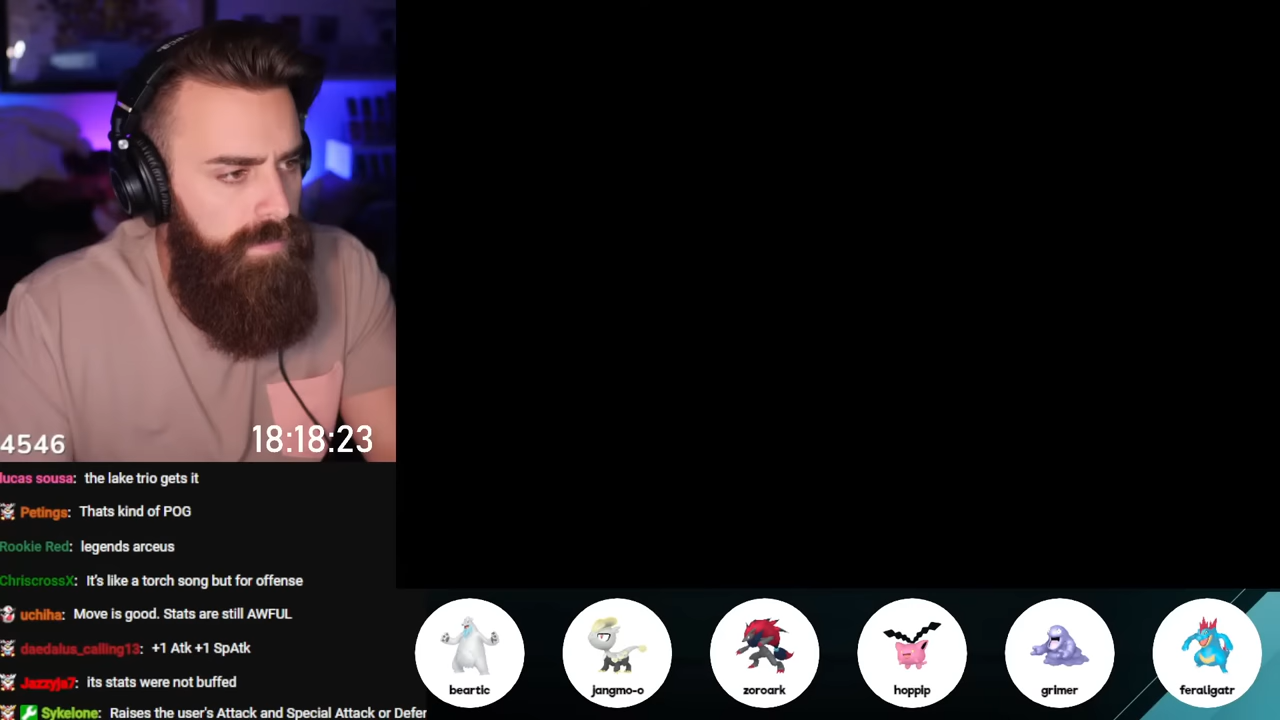 4546
18:18:23
lucas sousa: the lake trio gets it
Petings: Thats kind of POG
Rookie Red: legends arceus
ChriscrossX: It's like a torch song but for offense
uchiha: Move is good. Stats are still AWFUL
daedalus_calling13: +1 Atk +1 SpAtk
Jazzyja7: its stats were not buffed
Sykelone: Raises the user's Attack and Special Attack or Defer
beartic
jangmo-o
zoroark
hoppip
grimer
feraligatr